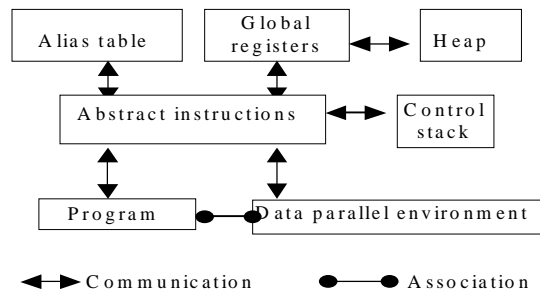 Alias table
Global
registers
Heap
Abstract instructions
Control
stack
Program
Data parallel environment
Communication
Association